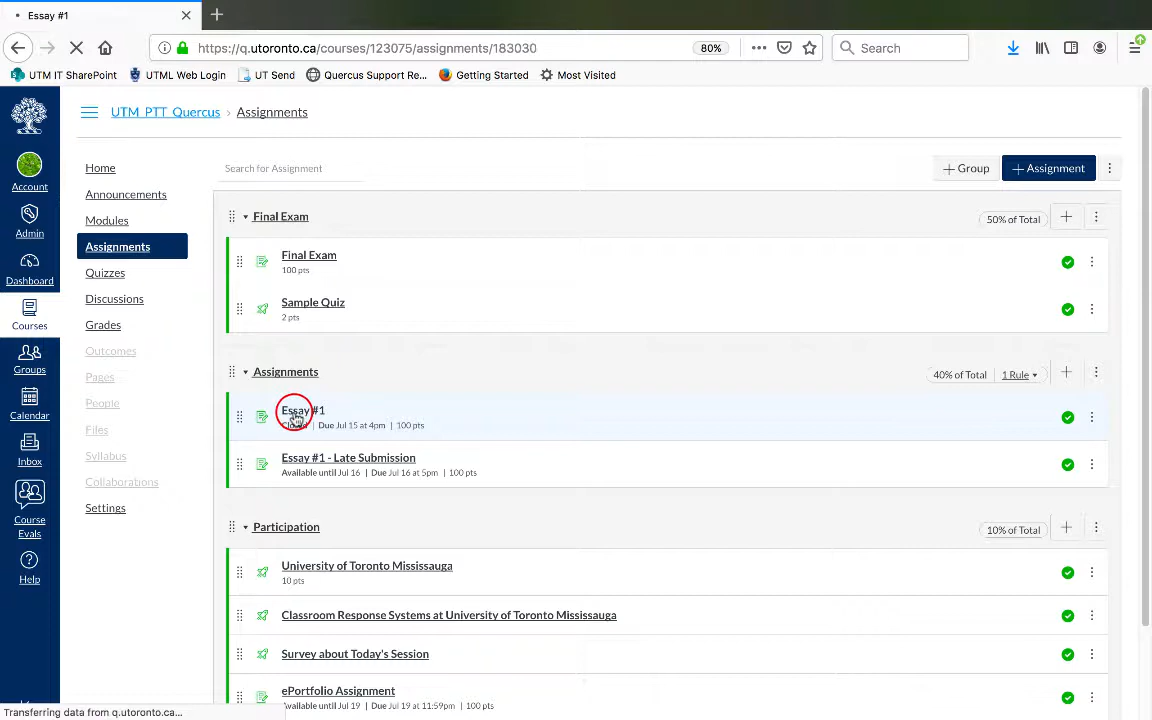 Essay #1
https://q.utoronto.ca/courses/123075/assignments/183030
80%
Search
UTM IT SharePoint
UTML Web Login
UT Send
Quercus Support Re...
Getting Started
Most Visited
UTM_PTT_Quercus › Assignments
Account
Admin
Dashboard
Courses
Groups
Calendar
Inbox
Course
Evals
Help
Home
Announcements
Modules
Assignments
Quizzes
Discussions
Grades
Outcomes
Pages
People
Files
Syllabus
Collaborations
Settings
Search for Assignment
+ Group
+ Assignment
Final Exam
50% of Total
Final Exam
100 pts
Sample Quiz
2 pts
Assignments
40% of Total
1 Rule
Essay #1
Closed | Due Jul 15 at 4pm | 100 pts
Essay #1 - Late Submission
Available until Jul 16 | Due Jul 16 at 5pm | 100 pts
Participation
10% of Total
University of Toronto Mississauga
10 pts
Classroom Response Systems at University of Toronto Mississauga
Survey about Today's Session
ePortfolio Assignment
Available until Jul 19 | Due Jul 19 at 11:59pm | 100 pts
Transferring data from q.utoronto.ca...